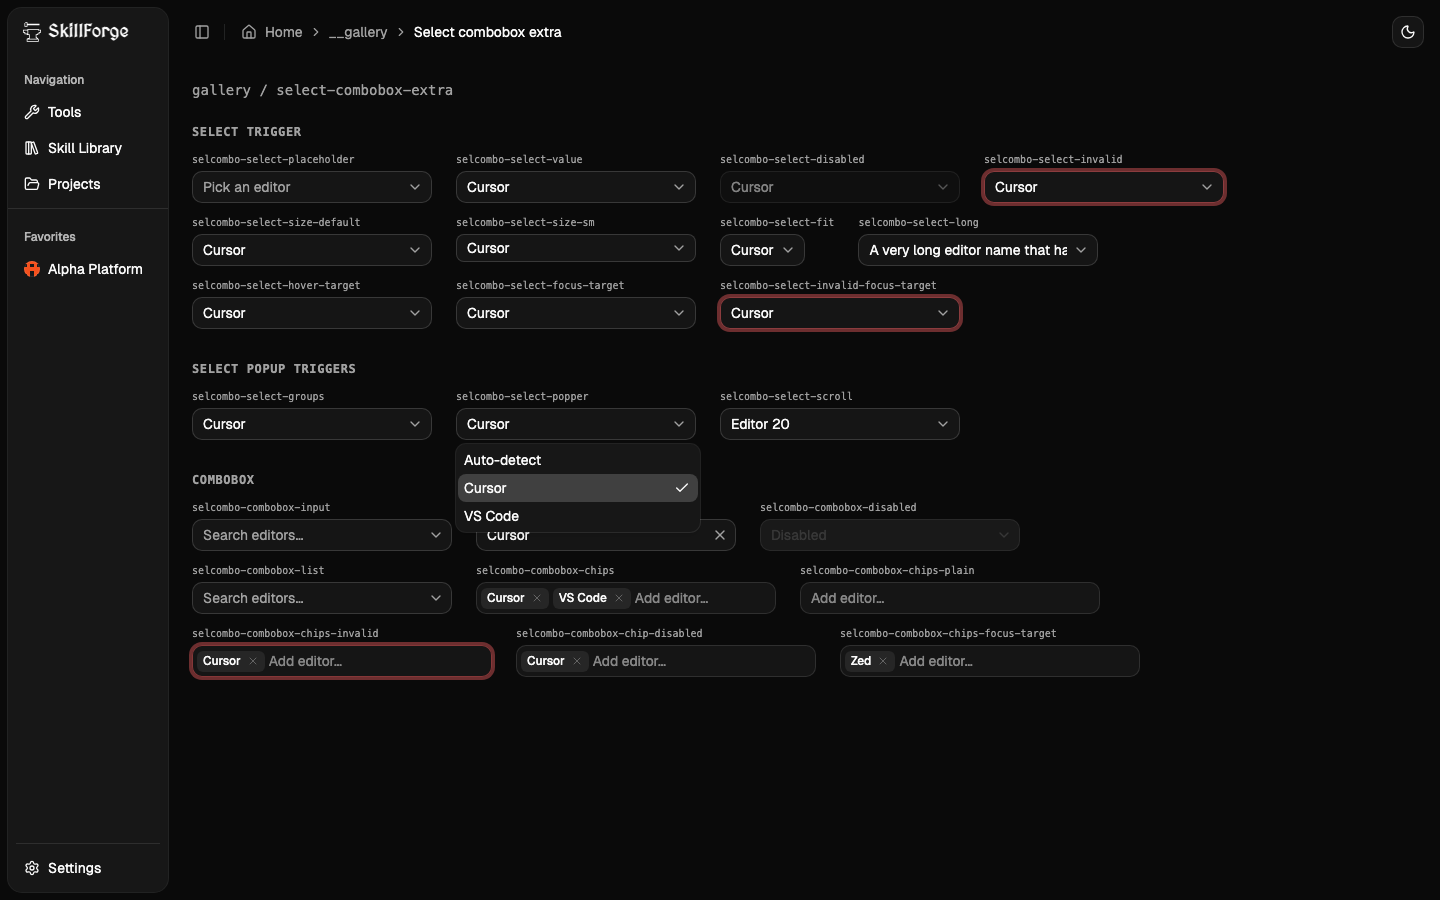 SkillForge
Home
__gallery
Select combobox extra
Navigation
Tools
Skill Library
Projects
Favorites
Alpha Platform
Settings
gallery / select-combobox-extra
SELECT TRIGGER
selcombo-select-placeholder
Pick an editor
selcombo-select-value
Cursor
selcombo-select-disabled
Cursor
selcombo-select-invalid
Cursor
selcombo-select-size-default
Cursor
selcombo-select-size-sm
Cursor
selcombo-select-fit
Cursor
selcombo-select-long
A very long editor name that ha
selcombo-select-hover-target
Cursor
selcombo-select-focus-target
Cursor
selcombo-select-invalid-focus-target
Cursor
SELECT POPUP TRIGGERS
selcombo-select-groups
Cursor
selcombo-select-popper
Cursor
selcombo-select-scroll
Editor 20
Auto-detect
Cursor
VS Code
COMBOBOX
selcombo-combobox-input
Search editors...
Cursor
selcombo-combobox-disabled
Disabled
selcombo-combobox-list
Search editors...
selcombo-combobox-chips
Cursor VS Code Add editor...
selcombo-combobox-chips-plain
Add editor...
selcombo-combobox-chips-invalid
Cursor Add editor...
selcombo-combobox-chip-disabled
Cursor Add editor...
selcombo-combobox-chips-focus-target
Zed Add editor...